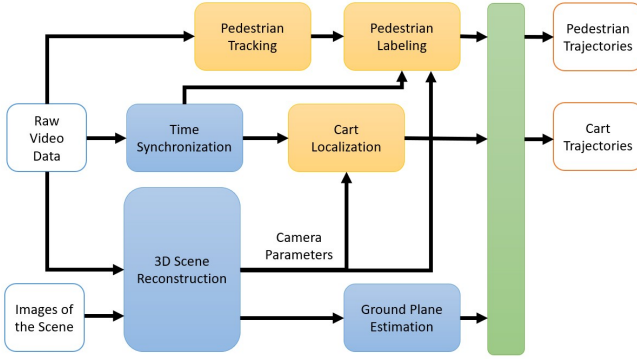 Pedestrian
Tracking
Pedestrian
Labeling
Pedestrian
Trajectories
Raw
Video
Data
Time
Synchronization
Cart
Localization
Cart
Trajectories
3D Scene
Reconstruction
Camera
Parameters
Images of
the Scene
Ground Plane
Estimation